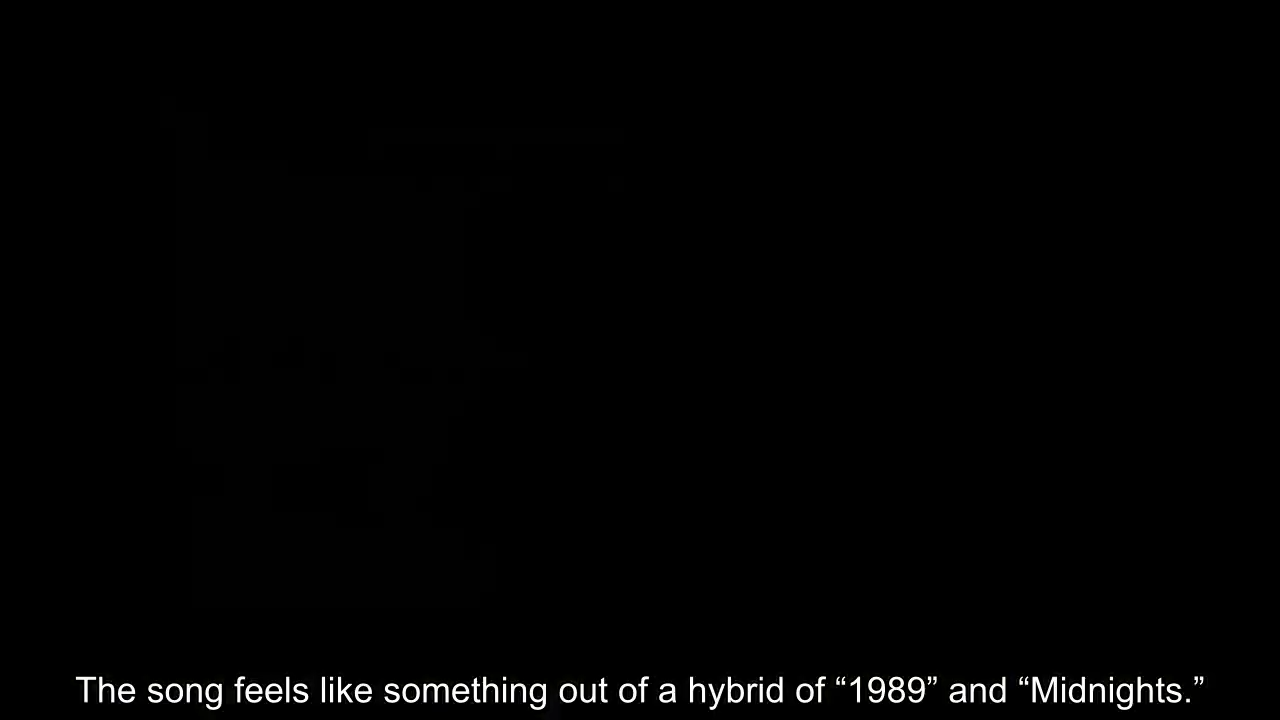 The song feels like something out of a hybrid of “1989” and “Midnights.”